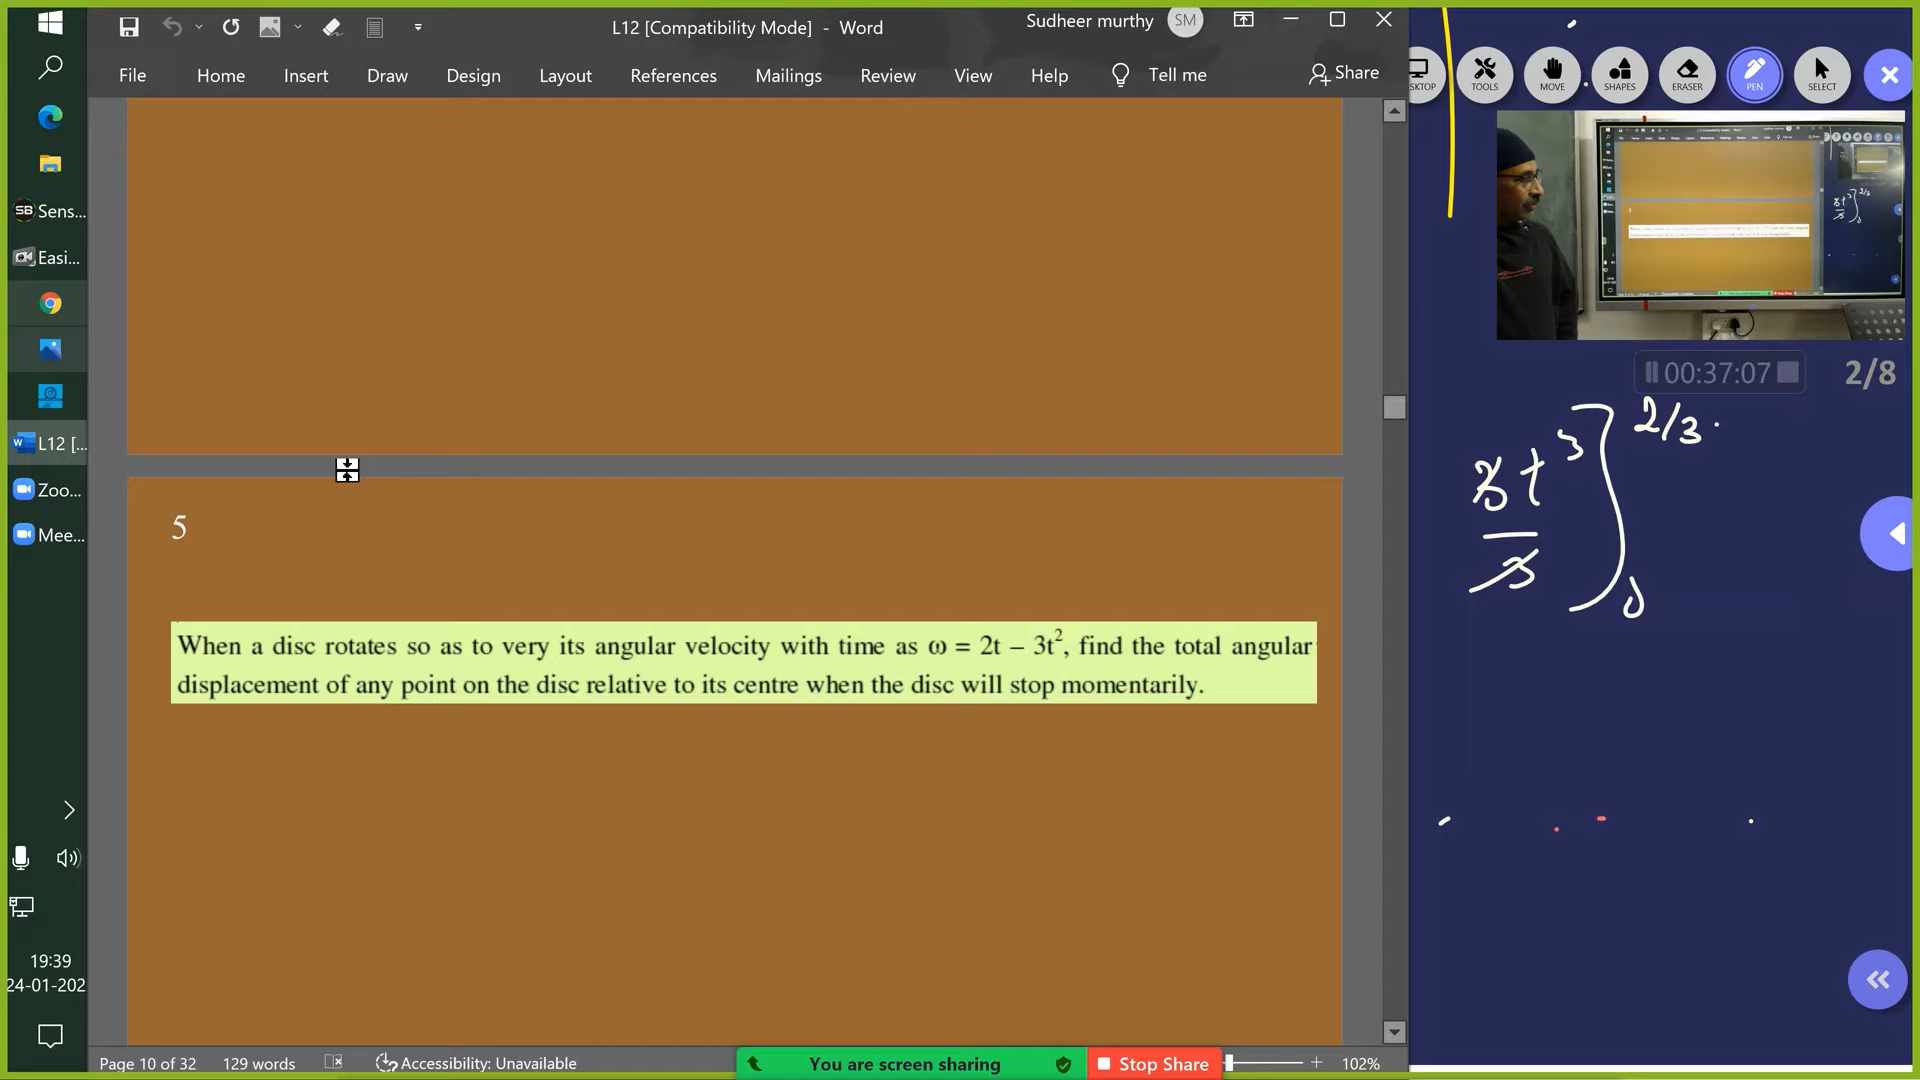 L12 [Compatibility Mode] - Word
Sudheer murthy
SM
File Home Insert Draw Design Layout References Mailings Review View Help Tell me Share
SKTOP TOOLS MOVE SHAPES ERASER PEN SELECT
SB Sens...
Easi...
L12 [...
Zoo...
Mee...
19:39
24-01-202
5
When a disc rotates so as to very its angular velocity with time as ω = 2t – 3t², find the total angular
displacement of any point on the disc relative to its centre when the disc will stop momentarily.
00:37:07
2/8
3t³/3 ]₀ 2/3
Page 10 of 32 129 words Accessibility: Unavailable
You are screen sharing Stop Share
102%